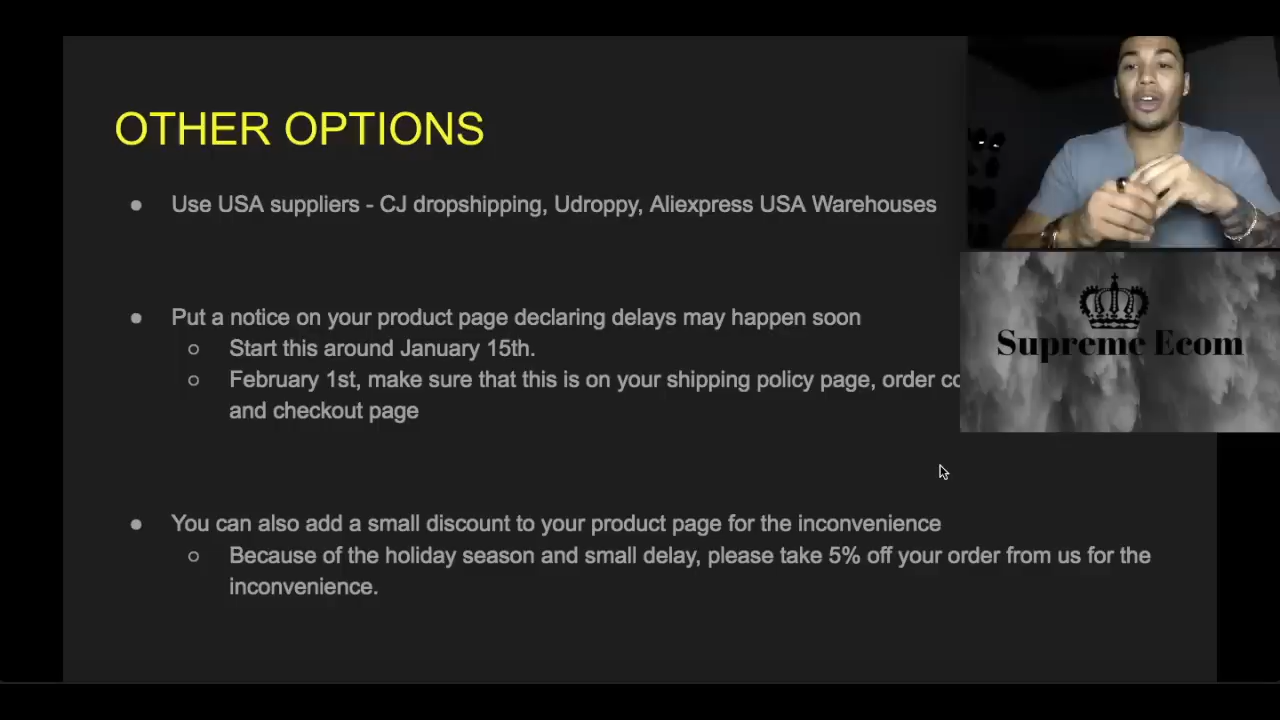 OTHER OPTIONS
● Use USA suppliers - CJ dropshipping, Udroppy, Aliexpress USA Warehouses
Supreme Ecom
● Put a notice on your product page declaring delays may happen soon
○ Start this around January 15th.
○ February 1st, make sure that this is on your shipping policy page, order
and checkout page
● You can also add a small discount to your product page for the inconvenience
○ Because of the holiday season and small delay, please take 5% off your order from us for the
inconvenience.